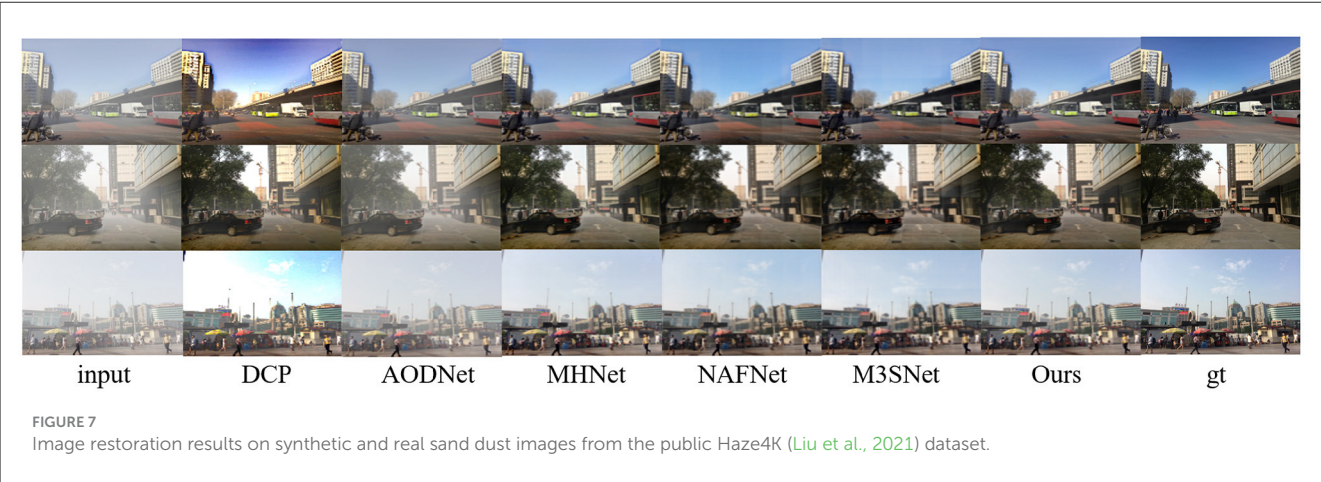 input DCP AODNet MHNet NAFNet M3SNet Ours gt
FIGURE 7
Image restoration results on synthetic and real sand dust images from the public Haze4K (Liu et al., 2021) dataset.